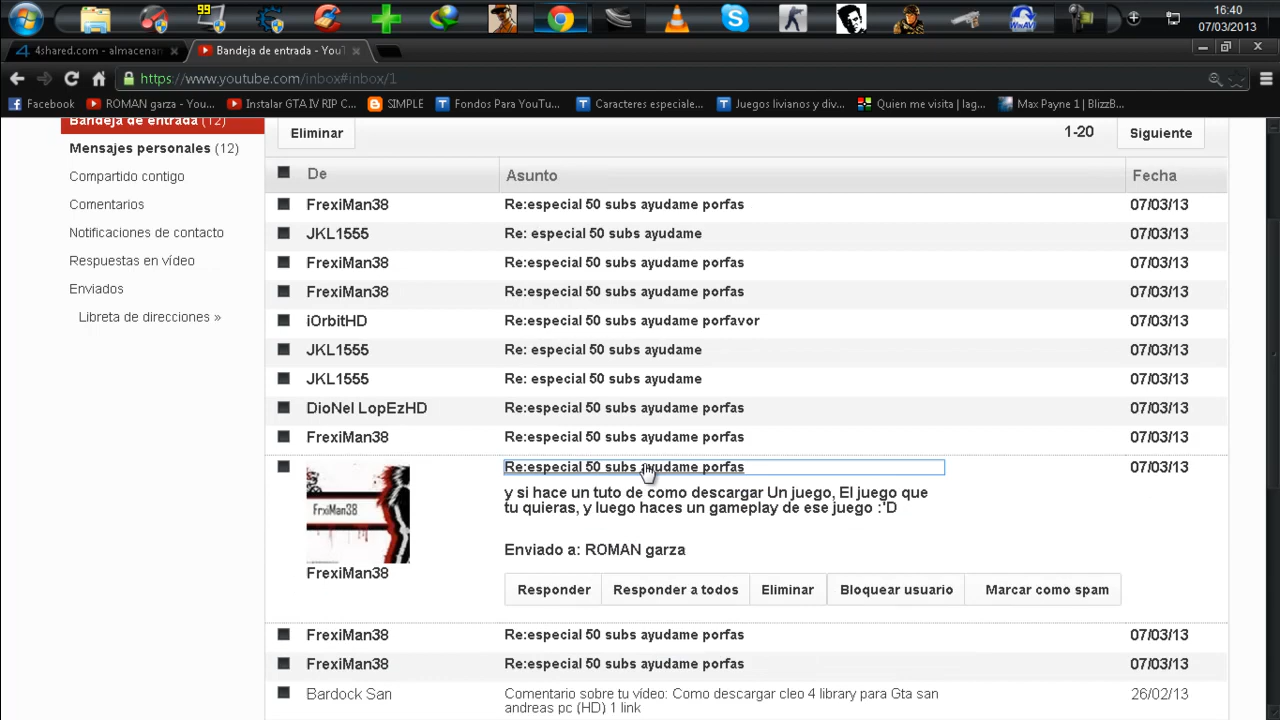 99
16:40
07/03/2013
4shared.com - almacenan
Bandeja de entrada - YouT
https://www.youtube.com/inbox#inbox/1
Facebook
ROMAN garza - You...
Instalar GTA IV RIP C...
SIMPLE
Fondos Para YouTu...
Caracteres especiale...
Juegos livianos y div...
Quien me visita | lag...
Max Payne 1 | BlizzB...
Bandeja de entrada (12)
Mensajes personales (12)
Compartido contigo
Comentarios
Notificaciones de contacto
Respuestas en vídeo
Enviados
Libreta de direcciones »
Eliminar
1-20
Siguiente
De Asunto Fecha
FrexiMan38 Re:especial 50 subs ayudame porfas 07/03/13
JKL1555 Re: especial 50 subs ayudame 07/03/13
FrexiMan38 Re:especial 50 subs ayudame porfas 07/03/13
FrexiMan38 Re:especial 50 subs ayudame porfas 07/03/13
iOrbitHD Re:especial 50 subs ayudame porfavor 07/03/13
JKL1555 Re: especial 50 subs ayudame 07/03/13
JKL1555 Re: especial 50 subs ayudame 07/03/13
DioNel LopEzHD Re:especial 50 subs ayudame porfas 07/03/13
FrexiMan38 Re:especial 50 subs ayudame porfas 07/03/13
Re:especial 50 subs ayudame porfas 07/03/13
y si hace un tuto de como descargar Un juego, El juego que
tu quieras, y luego haces un gameplay de ese juego :'D
FrxiMan38
Enviado a: ROMAN garza
FrexiMan38
Responder Responder a todos Eliminar Bloquear usuario Marcar como spam
FrexiMan38 Re:especial 50 subs ayudame porfas 07/03/13
FrexiMan38 Re:especial 50 subs ayudame porfas 07/03/13
Bardock San Comentario sobre tu vídeo: Como descargar cleo 4 library para Gta san 26/02/13
andreas pc (HD) 1 link